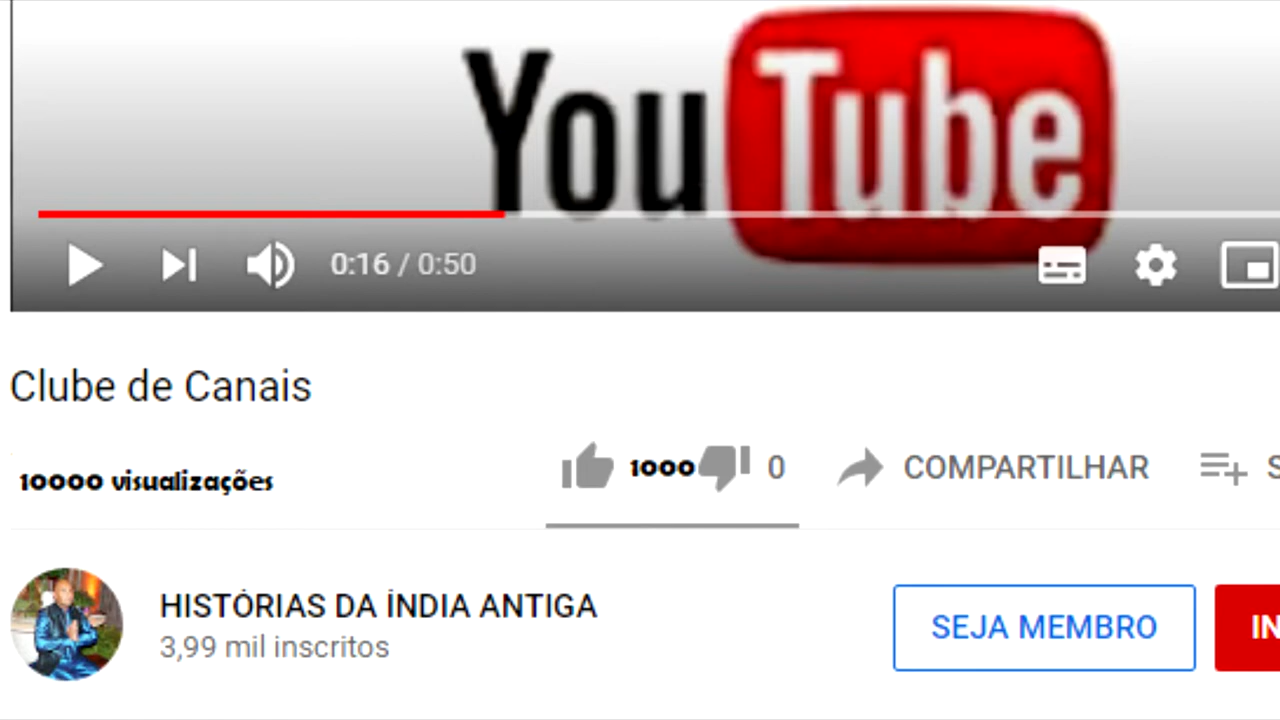 YouTube
0:16 / 0:50
Clube de Canais
10000 visualizações
1000
0
COMPARTILHAR
S
HISTÓRIAS DA ÍNDIA ANTIGA
3,99 mil inscritos
SEJA MEMBRO
IN